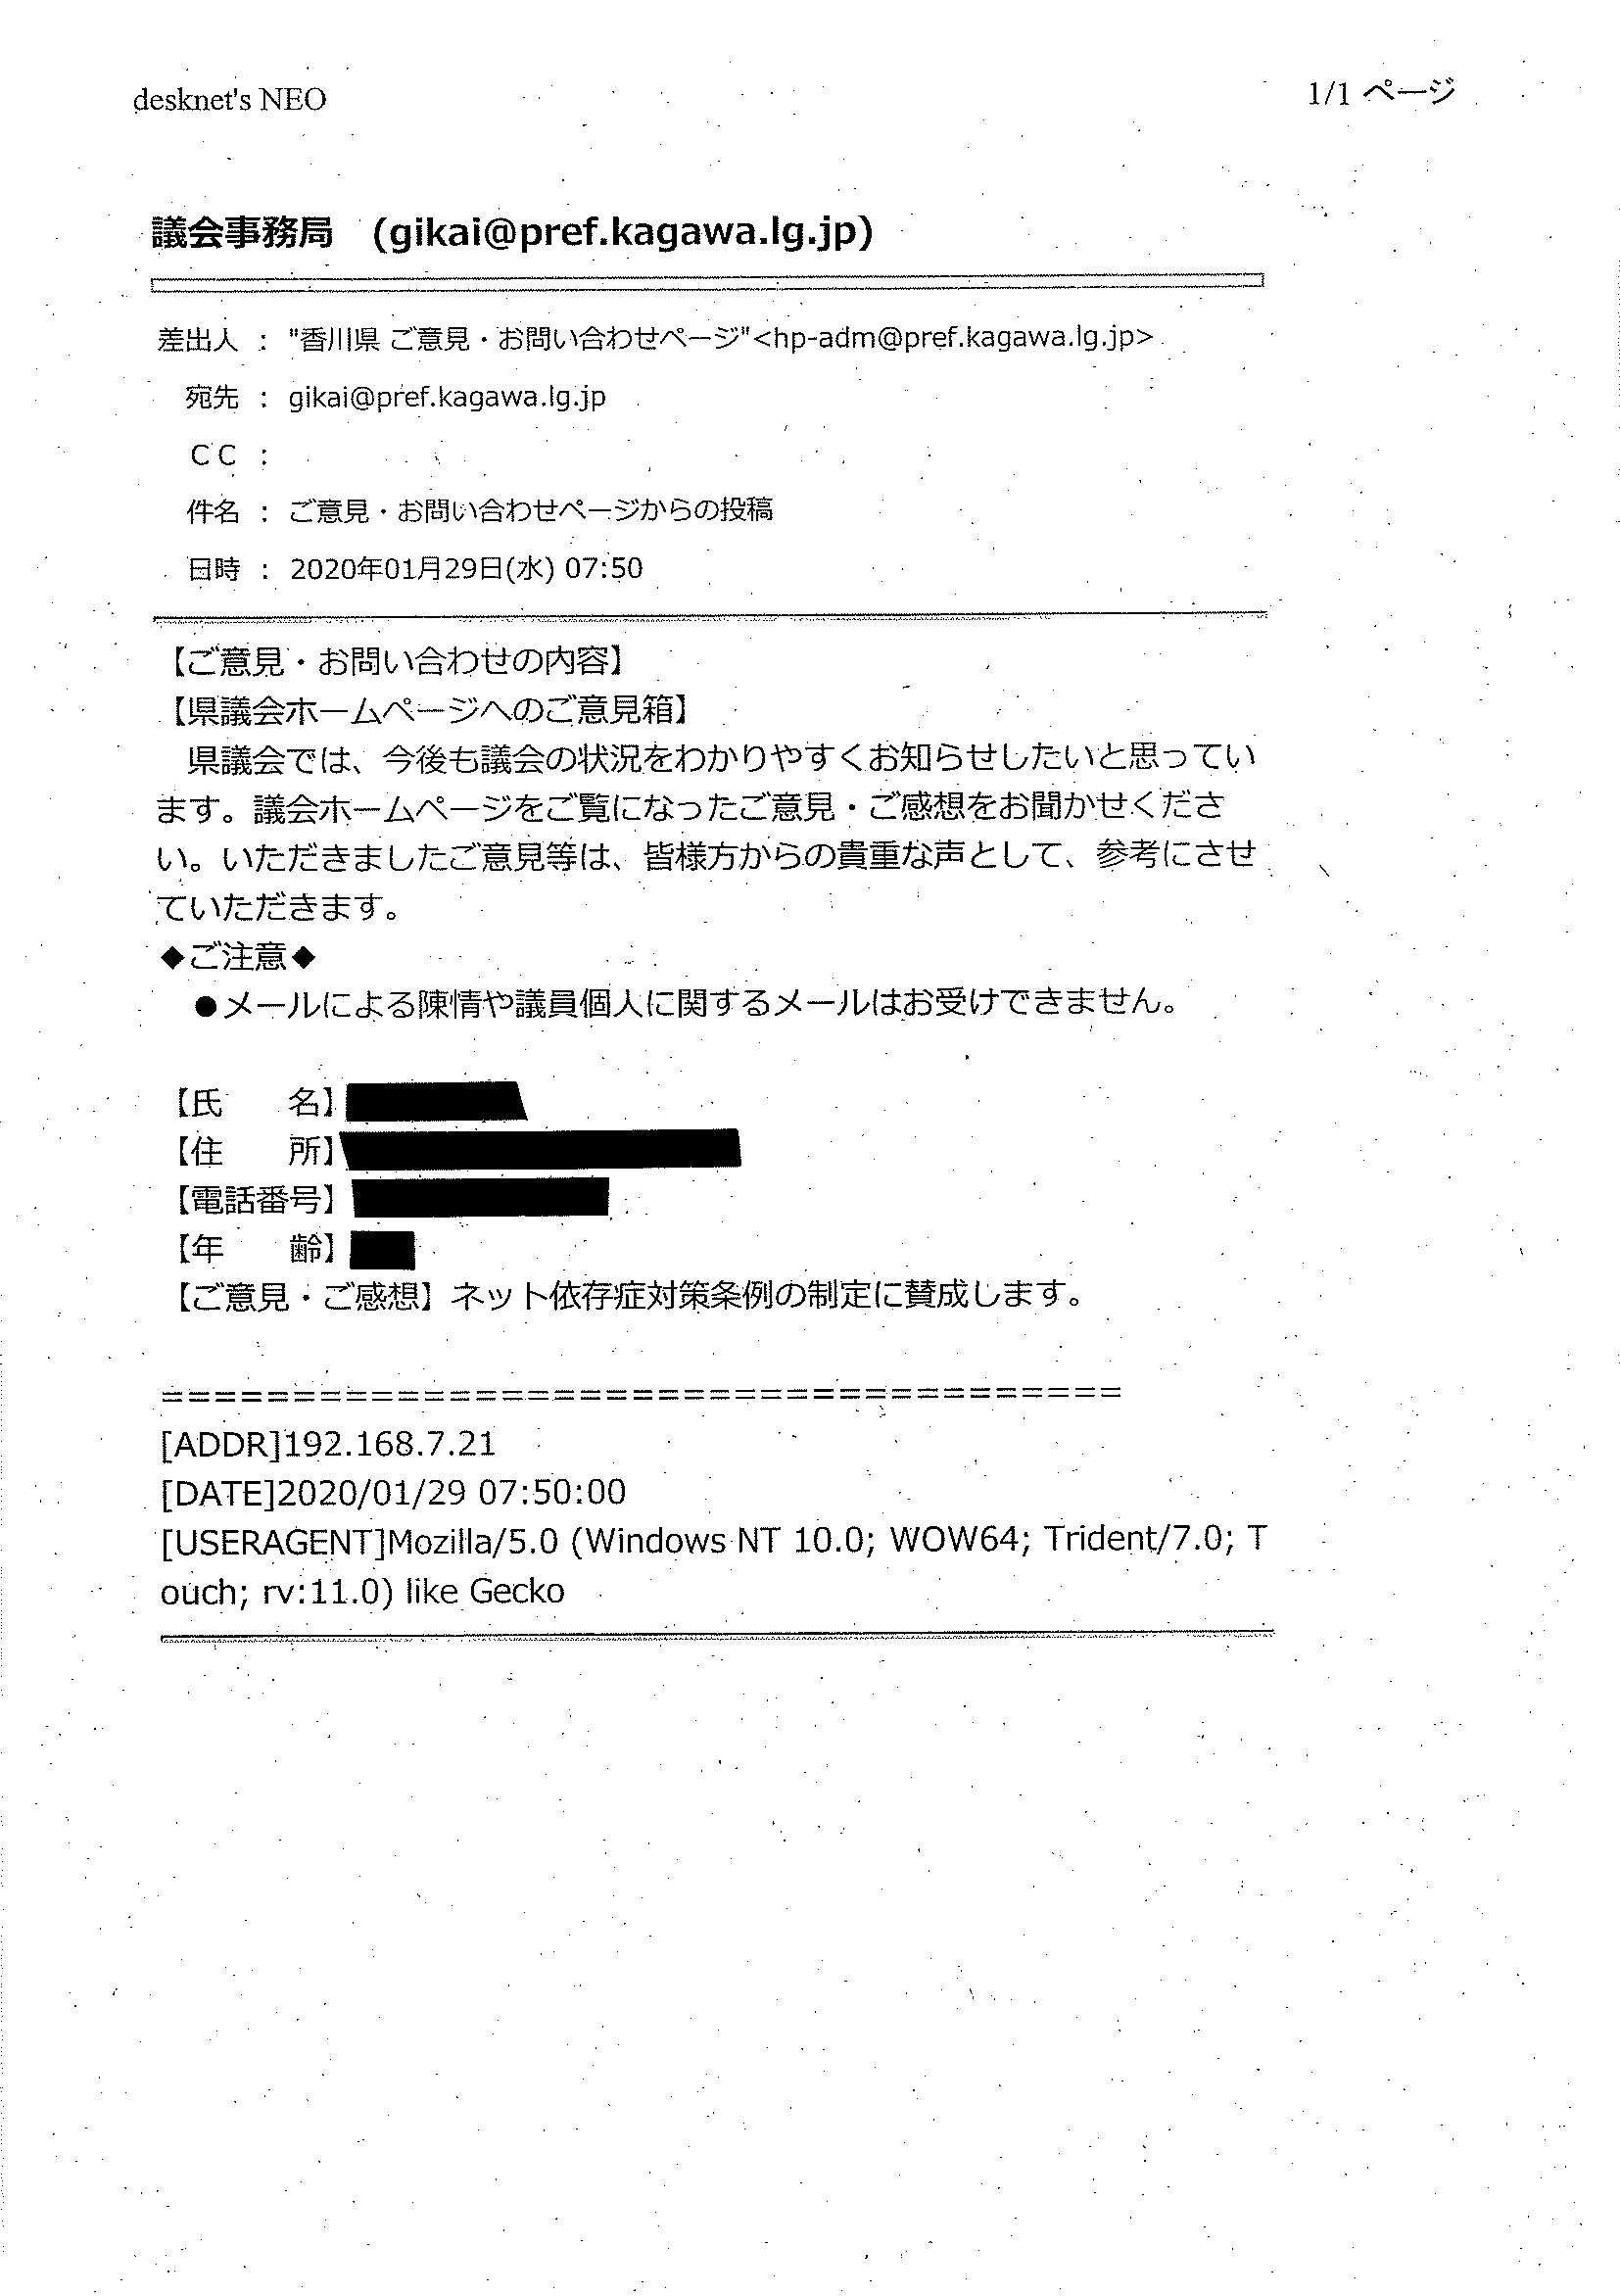 desknet's NEO
1/1 ページ
議会事務局　(gikai@pref.kagawa.lg.jp)
差出人 ： "香川県 ご意見・お問い合わせページ"<hp-adm@pref.kagawa.lg.jp>
宛先 ： gikai@pref.kagawa.lg.jp
ＣＣ ：
件名 ： ご意見・お問い合わせページからの投稿
日時 ： 2020年01月29日(水) 07:50
【ご意見・お問い合わせの内容】
【県議会ホームページへのご意見箱】
　県議会では、今後も議会の状況をわかりやすくお知らせしたいと思ってい
ます。議会ホームページをご覧になったご意見・ご感想をお聞かせくださ
い。いただきましたご意見等は、皆様方からの貴重な声として、参考にさせ
ていただきます。
◆ご注意◆
　●メールによる陳情や議員個人に関するメールはお受けできません。
【氏　　名】
【住　　所】
【電話番号】
【年　　齢】
【ご意見・ご感想】ネット依存症対策条例の制定に賛成します。
=====================================
[ADDR]192.168.7.21
[DATE]2020/01/29 07:50:00
[USERAGENT]Mozilla/5.0 (Windows NT 10.0; WOW64; Trident/7.0; T
ouch; rv:11.0) like Gecko